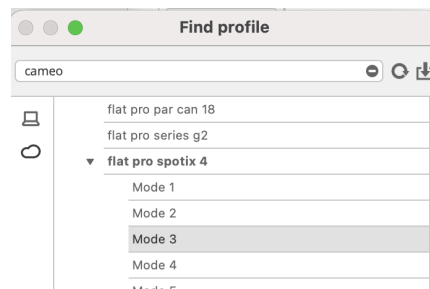 Find profile
cameo
flat pro par can 18
flat pro series g2
flat pro spotix 4
Mode 1
Mode 2
Mode 3
Mode 4